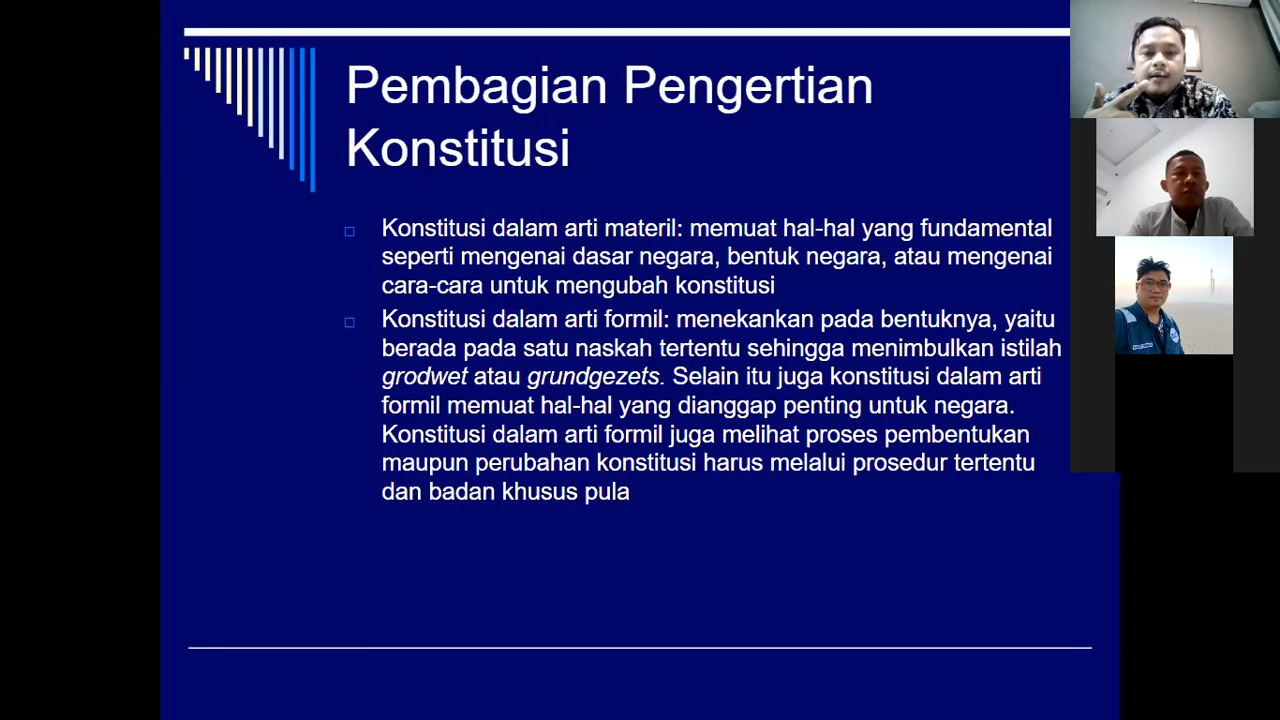 Pembagian Pengertian
Konstitusi
Konstitusi dalam arti materil: memuat hal-hal yang fundamental
seperti mengenai dasar negara, bentuk negara, atau mengenai
cara-cara untuk mengubah konstitusi
Konstitusi dalam arti formil: menekankan pada bentuknya, yaitu
berada pada satu naskah tertentu sehingga menimbulkan istilah
grodwet atau grundgezets. Selain itu juga konstitusi dalam arti
formil memuat hal-hal yang dianggap penting untuk negara.
Konstitusi dalam arti formil juga melihat proses pembentukan
maupun perubahan konstitusi harus melalui prosedur tertentu
dan badan khusus pula